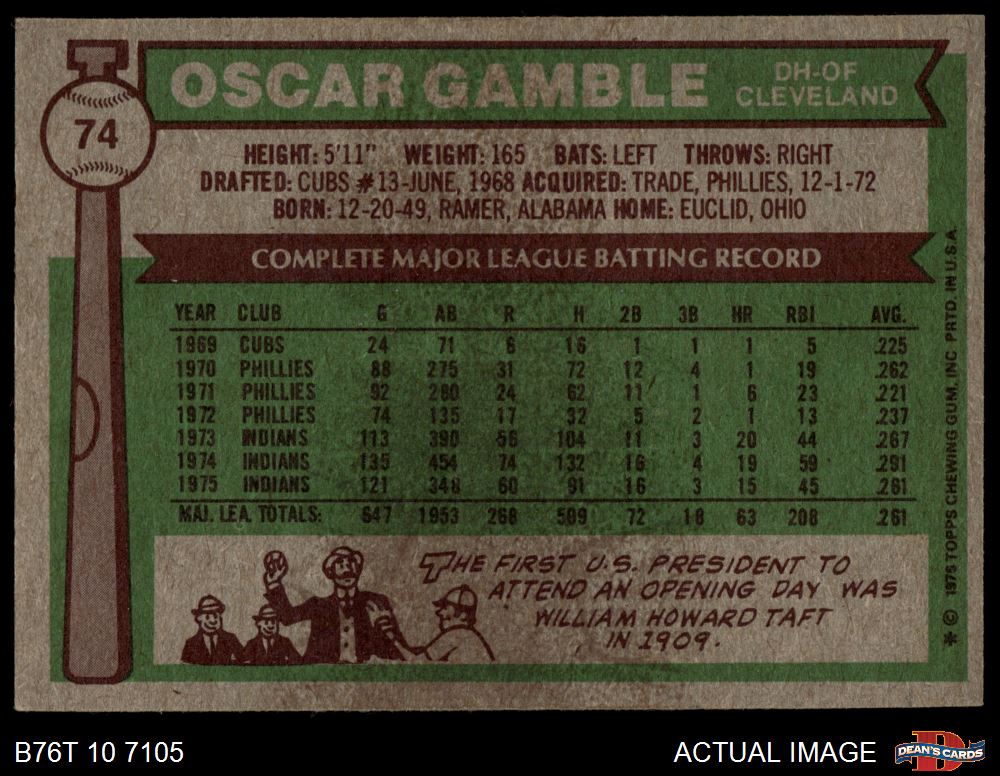 T
74
OSCAR GAMBLE
DH-OF
CLEVELAND
HEIGHT: 5'11" WEIGHT: 165 BATS: LEFT THROWS: RIGHT
DRAFTED: CUBS #13-JUNE, 1968 ACQUIRED: TRADE, PHILLIES, 12-1-72
BORN: 12-20-49, RAMER, ALABAMA HOME: EUCLID, OHIO
COMPLETE MAJOR LEAGUE BATTING RECORD
YEAR CLUB G AB R H 2B 3B HR RBI AVG.
1969 CUBS 24 71 6 16 1 1 1 5 .225
1970 PHILLIES 88 275 31 72 12 4 1 19 .262
1971 PHILLIES 92 280 24 62 11 1 6 23 .221
1972 PHILLIES 74 135 17 32 5 2 1 13 .237
1973 INDIANS 113 390 56 104 11 3 20 44 .267
1974 INDIANS 135 454 74 132 16 4 19 59 .291
1975 INDIANS 121 348 60 91 16 3 15 45 .261
MAJ. LEA. TOTALS: 647 1953 268 509 72 18 63 208 .261
THE FIRST U.S. PRESIDENT TO
ATTEND AN OPENING DAY WAS
WILLIAM HOWARD TAFT
IN 1909.
* © 1976 TOPPS CHEWING GUM, INC PRTD. IN U.S.A.
B76T 10 7105
ACTUAL IMAGE
D
DEAN'S CARDS